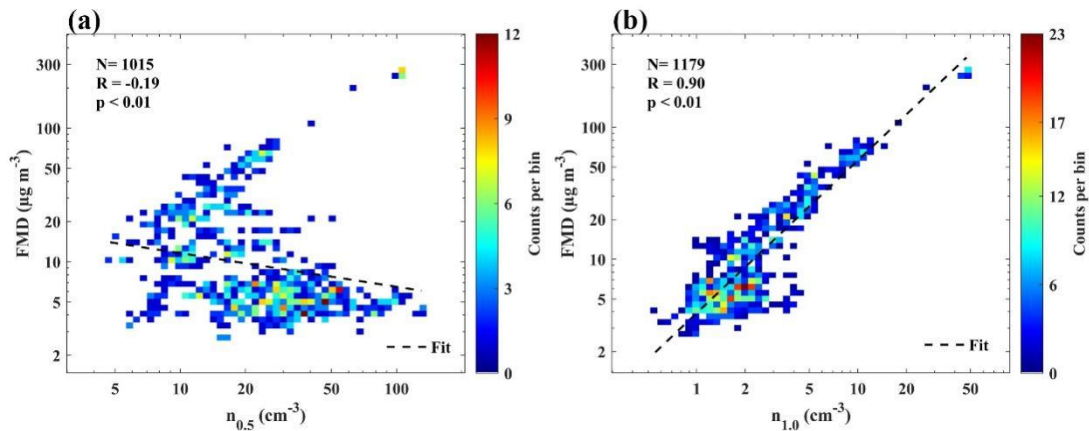 (a)
N= 1015
R = -0.19
p < 0.01
FMD (μg m⁻³)
300
100
50
20
10
5
2
5
10
20
50
100
n₀.₅ (cm⁻³)
Fit
12
9
6
3
0
Counts per bin
(b)
N= 1179
R = 0.90
p < 0.01
FMD (μg m⁻³)
300
100
50
20
10
5
2
1
2
5
10
20
50
n₁.₀ (cm⁻³)
Fit
23
17
12
6
0
Counts per bin